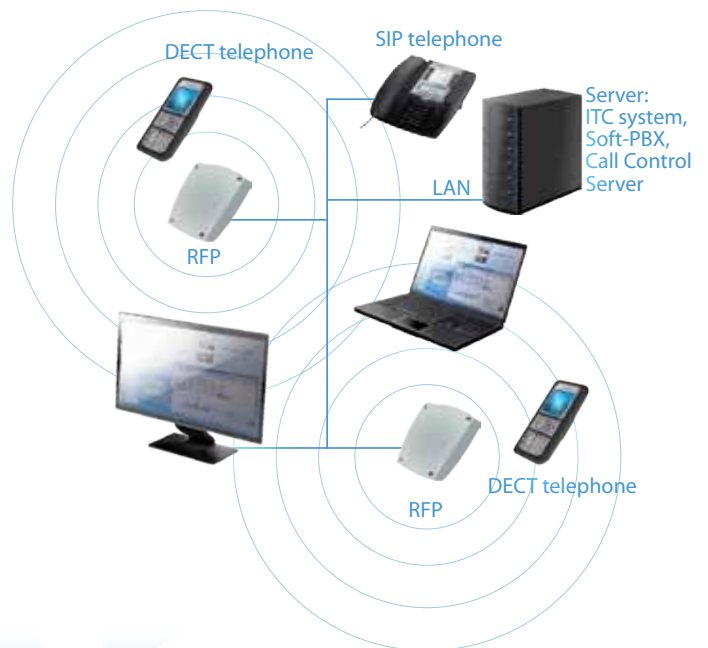 SIP telephone
DECT telephone
Server:
ITC system,
Soft-PBX,
Call Control
Server
LAN
RFP
DECT telephone
RFP